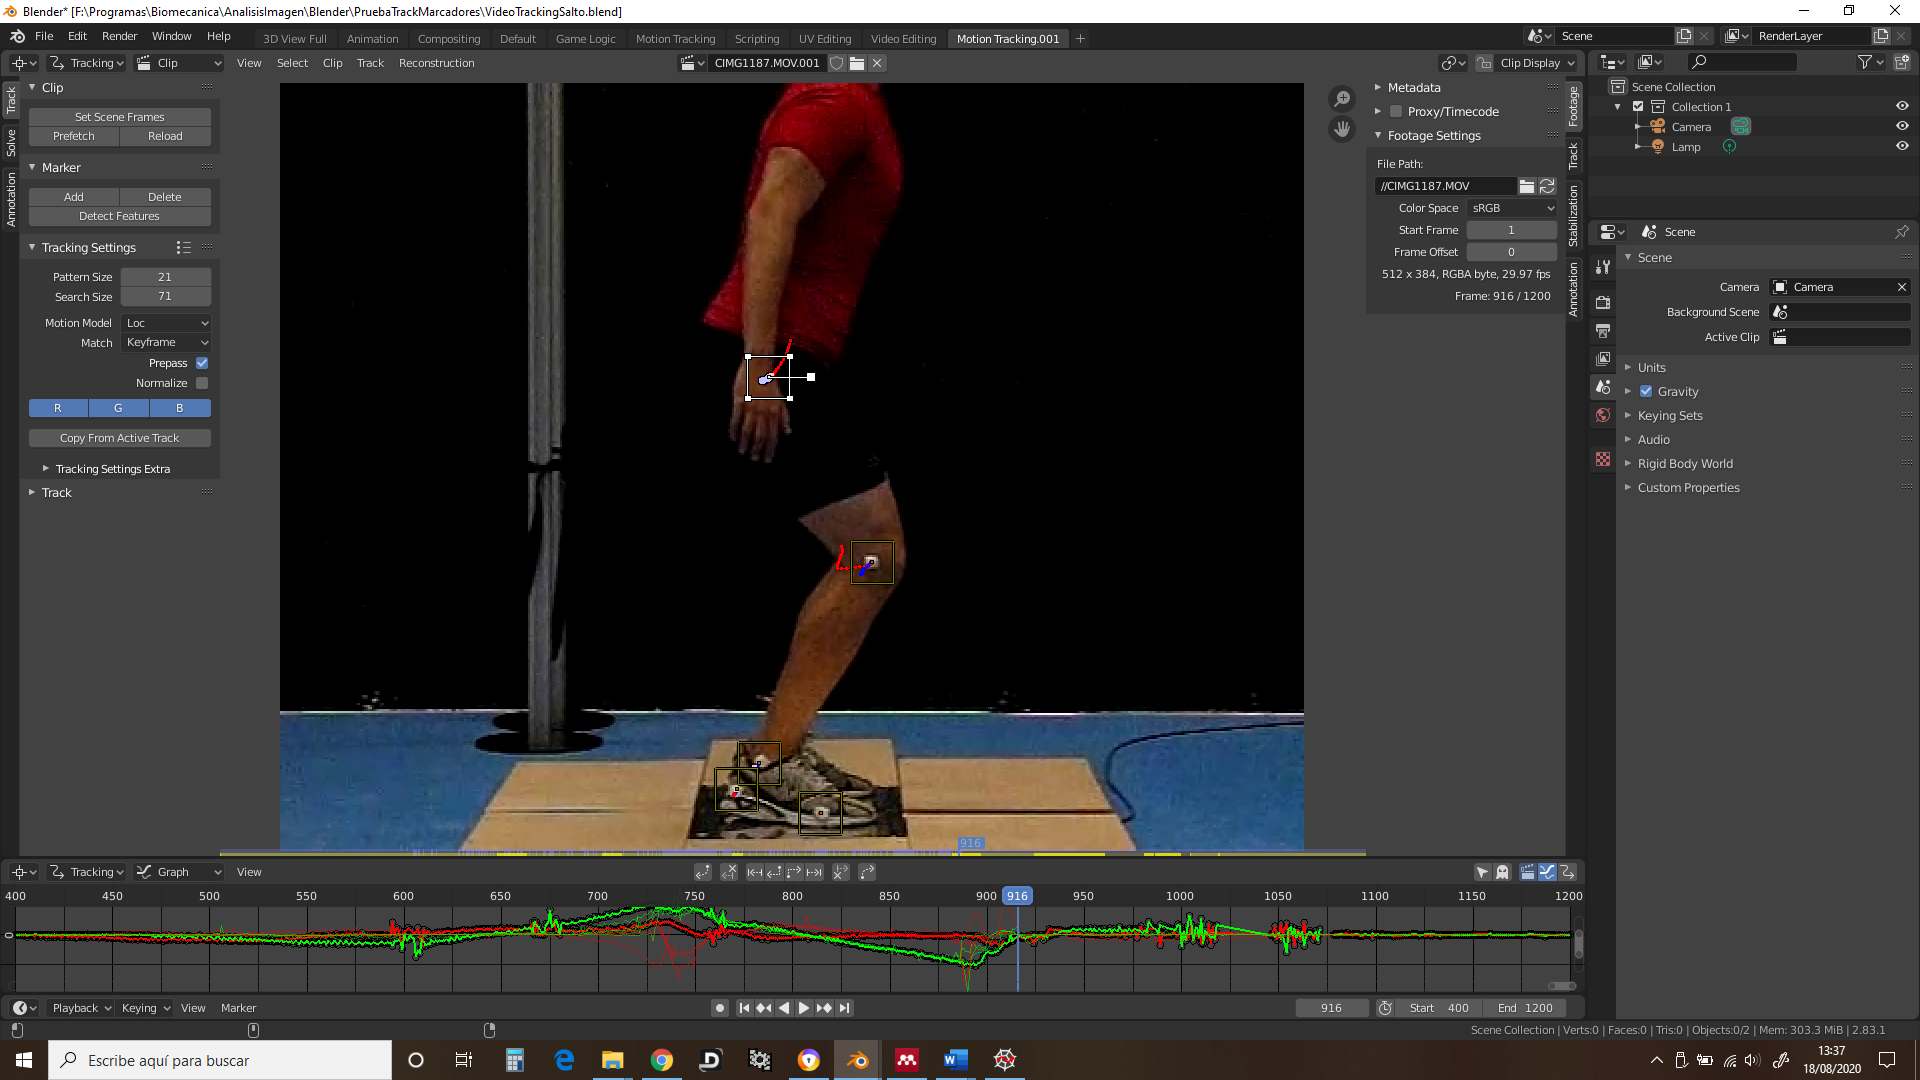 Blender* [F:\Programas\Biomecanica\AnalisisImagen\Blender\PruebaTrackMarcadores\VideoTrackingSalto.blend]
File Edit Render Window Help 3D View Full Animation Compositing Default Game Logic Motion Tracking Scripting UV Editing Video Editing Motion Tracking.001 + Scene RenderLayer
Tracking Clip View Select Clip Track Reconstruction CIMG1187.MOV.001 Clip Display
Track
Solve
Annotation
Clip
Set Scene Frames
Prefetch Reload
Marker
Add Delete
Detect Features
Tracking Settings
Pattern Size 21
Search Size 71
Motion Model Loc
Match Keyframe
Prepass
Normalize
R G B
Copy From Active Track
Tracking Settings Extra
Track
Metadata
Proxy/Timecode
Footage Settings
File Path:
//CIMG1187.MOV
Color Space sRGB
Start Frame 1
Frame Offset 0
512 x 384, RGBA byte, 29.97 fps
Frame: 916 / 1200
Footage
Track
Stabilization
Annotation
Scene Collection
Collection 1
Camera
Lamp
Scene
Scene
Camera Camera
Background Scene
Active Clip
Units
Gravity
Keying Sets
Audio
Rigid Body World
Custom Properties
916
Tracking Graph View
400 450 500 550 600 650 700 750 800 850 900 916 950 1000 1050 1100 1150 1200
0
Playback Keying View Marker 916 Start 400 End 1200
Scene Collection | Verts:0 | Faces:0 | Tris:0 | Objects:0/2 | Mem: 303.3 MiB | 2.83.1
Escribe aquí para buscar
13:37
18/08/2020